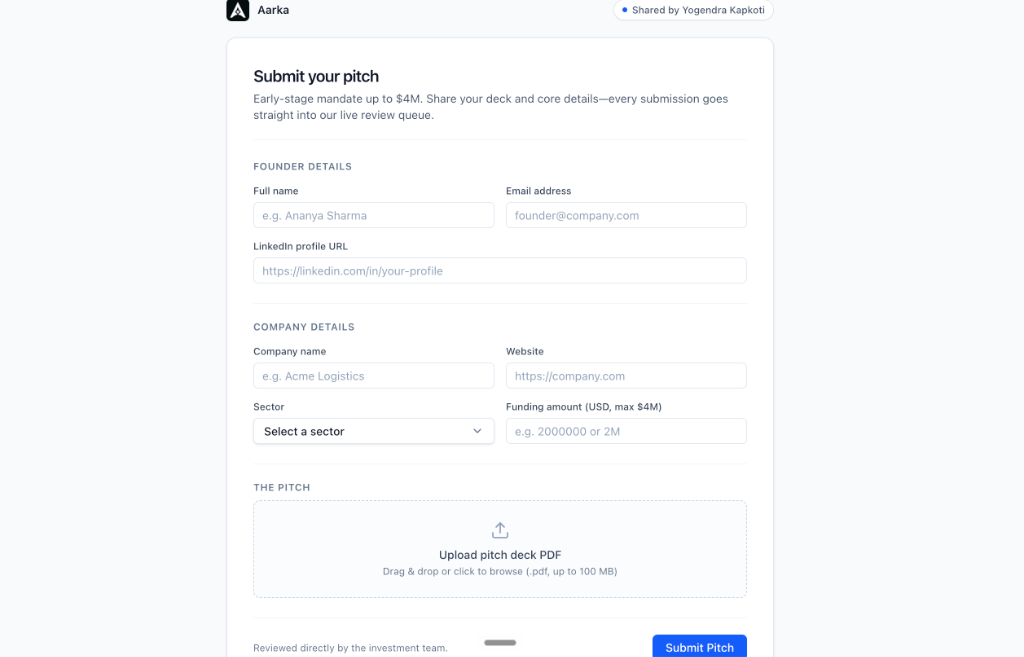 Aarka
Shared by Yogendra Kapkoti
Submit your pitch
Early-stage mandate up to $4M. Share your deck and core details—every submission goes
straight into our live review queue.
FOUNDER DETAILS
Full name
Email address
e.g. Ananya Sharma
founder@company.com
LinkedIn profile URL
https://linkedin.com/in/your-profile
COMPANY DETAILS
Company name
Website
e.g. Acme Logistics
https://company.com
Sector
Funding amount (USD, max $4M)
Select a sector
e.g. 2000000 or 2M
THE PITCH
Upload pitch deck PDF
Drag & drop or click to browse (.pdf, up to 100 MB)
Reviewed directly by the investment team.
Submit Pitch